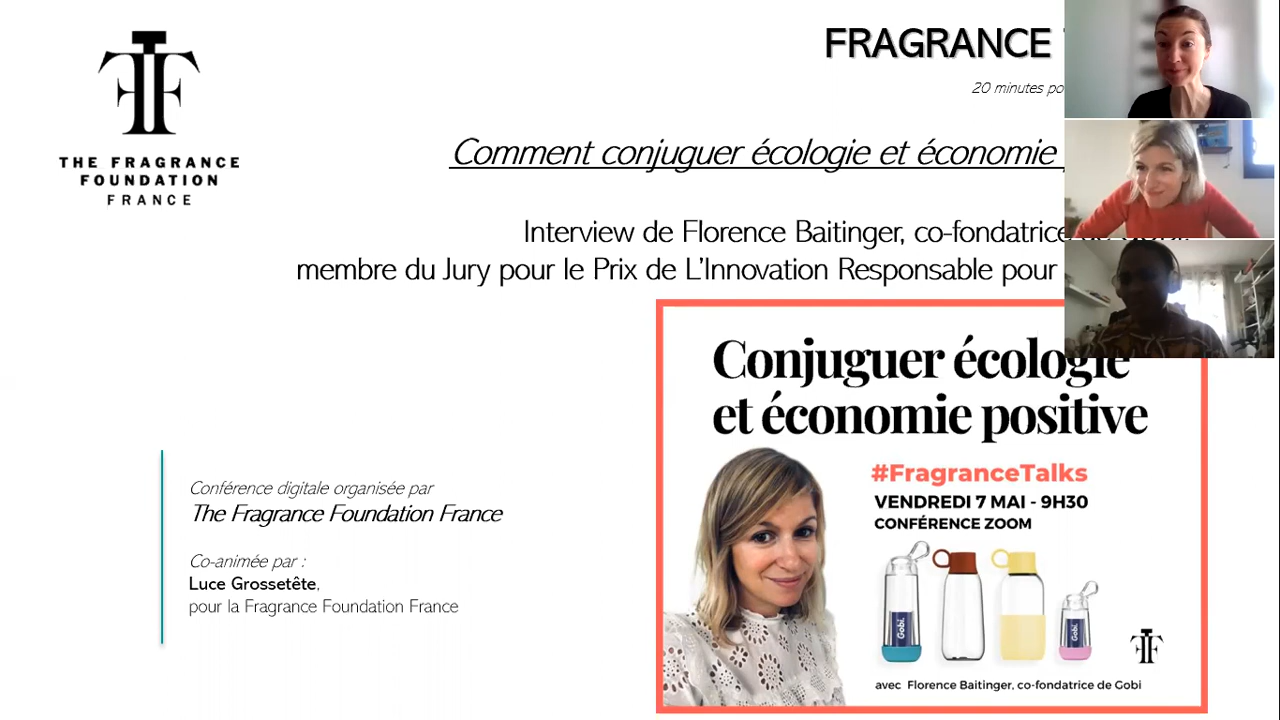 THE FRAGRANCE
FOUNDATION
FRANCE
FRAGRANCE
20 minutes
Comment conjuguer écologie et économie
Interview de Florence Baitinger, co-fondatrice
membre du Jury pour le Prix de L'Innovation Responsable pour
Conjuguer écologie
et économie positive
#FragranceTalks
VENDREDI 7 MAI - 9H30
CONFÉRENCE ZOOM
Gobi.
Gobi.
avec Florence Baitinger, co-fondatrice de Gobi
Conférence digitale organisée par
The Fragrance Foundation France
Co-animée par :
Luce Grossetête,
pour la Fragrance Foundation France